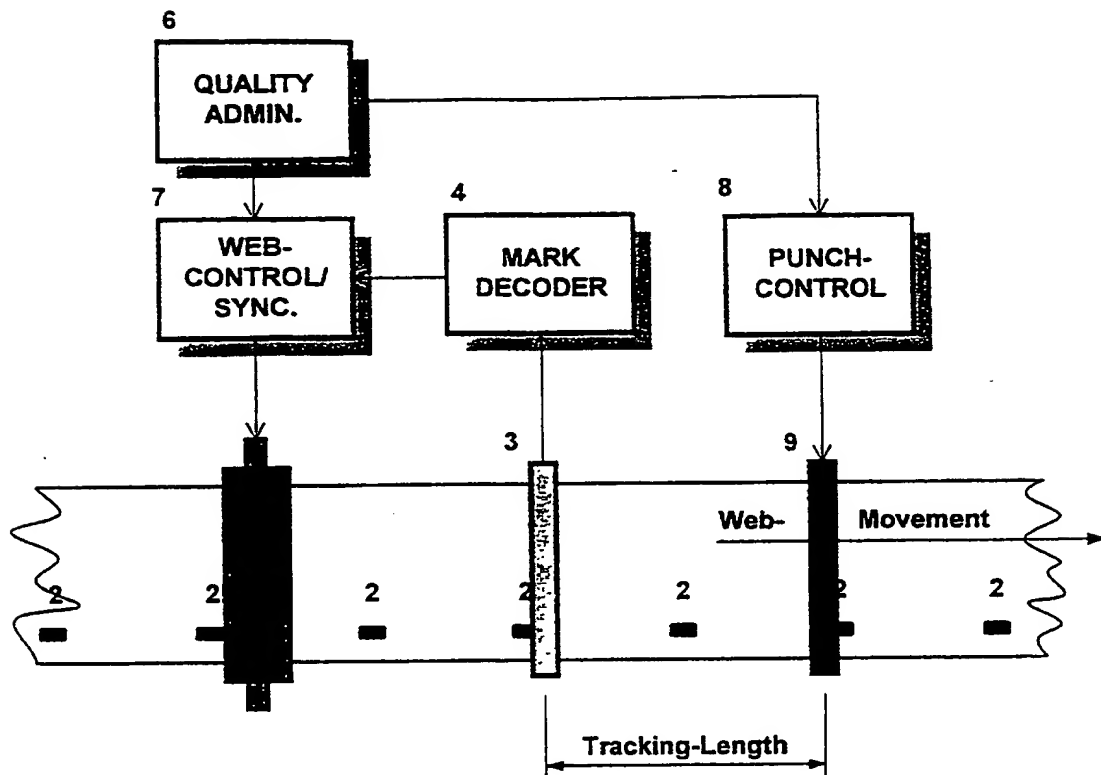 6
QUALITY
ADMIN.
7
4
8
WEB-
CONTROL/
SYNC.
MARK
DECODER
PUNCH-
CONTROL
3
9
Web- Movement
2 2 2 2 2 2 2
Tracking-Length